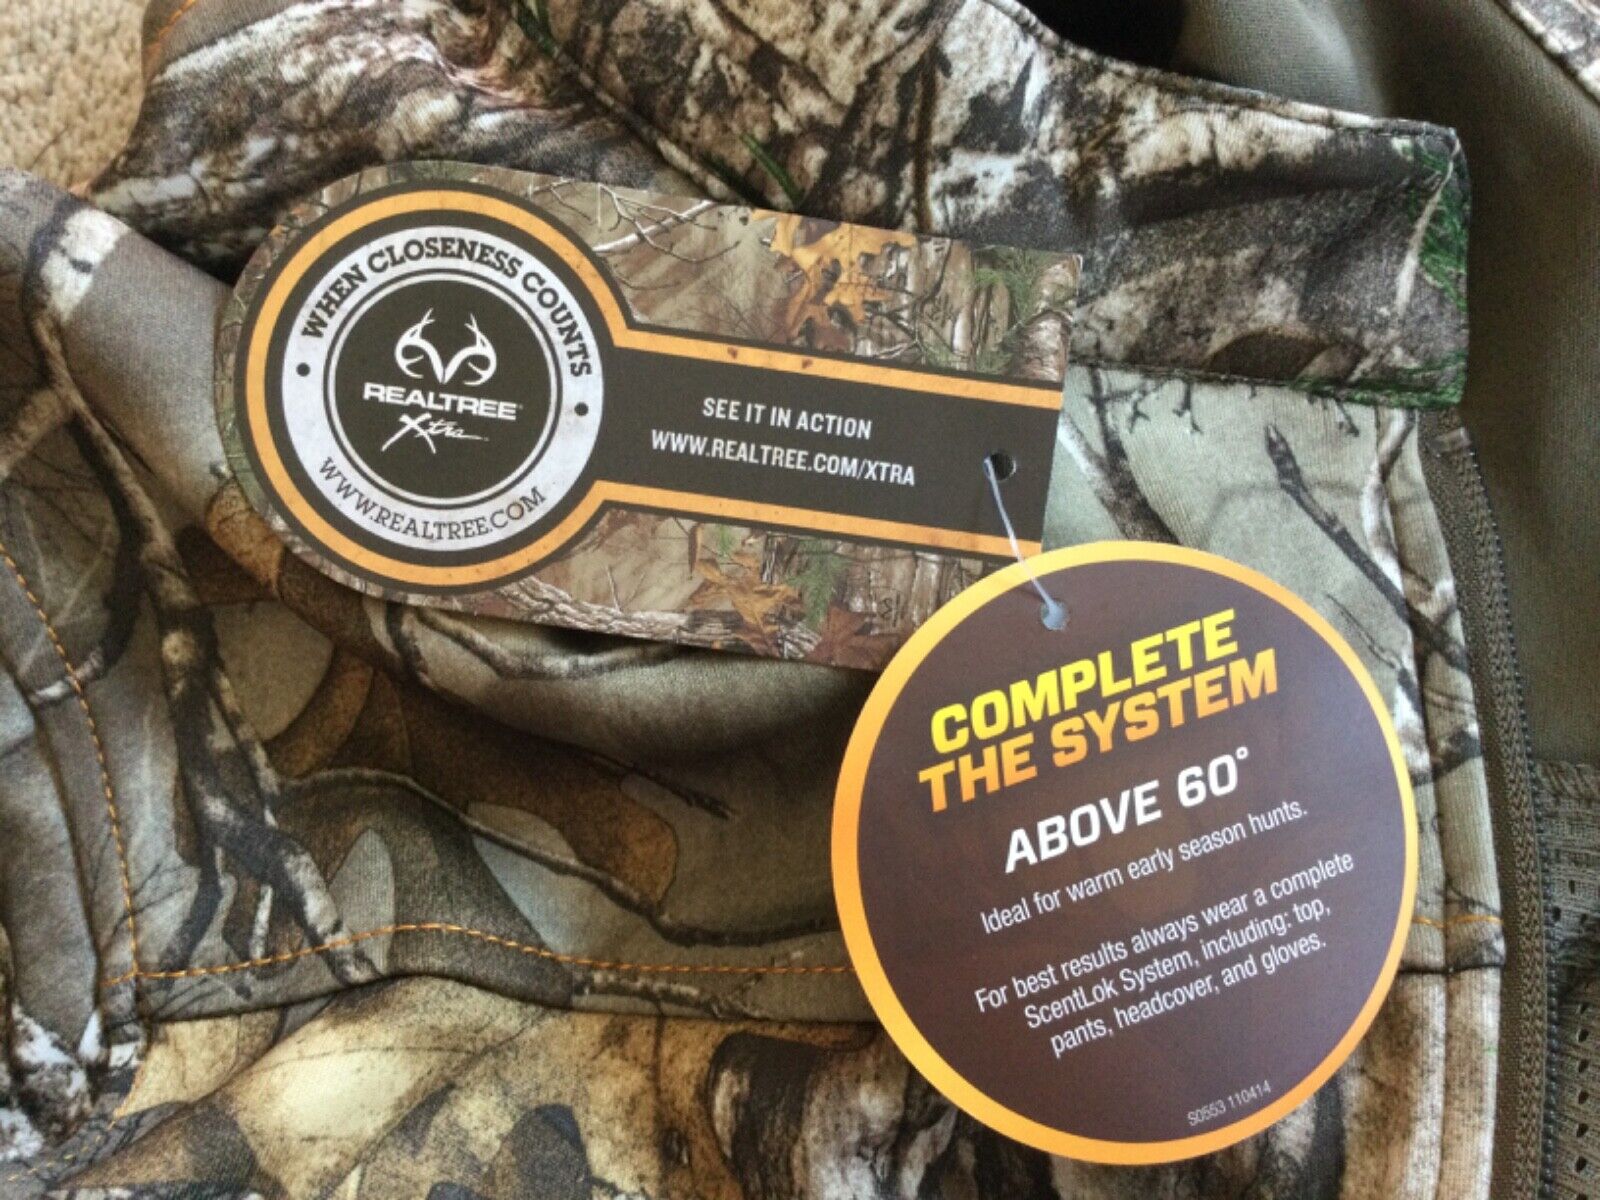 WHEN CLOSENESS COUNTS
REALTREE
Xtra
WWW.REALTREE.COM
SEE IT IN ACTION
WWW.REALTREE.COM/XTRA
COMPLETE
THE SYSTEM
ABOVE 60°
Ideal for warm early season hunts.
For best results always wear a complete
ScentLok System, including: top,
pants, headcover, and gloves.
S0553 110414